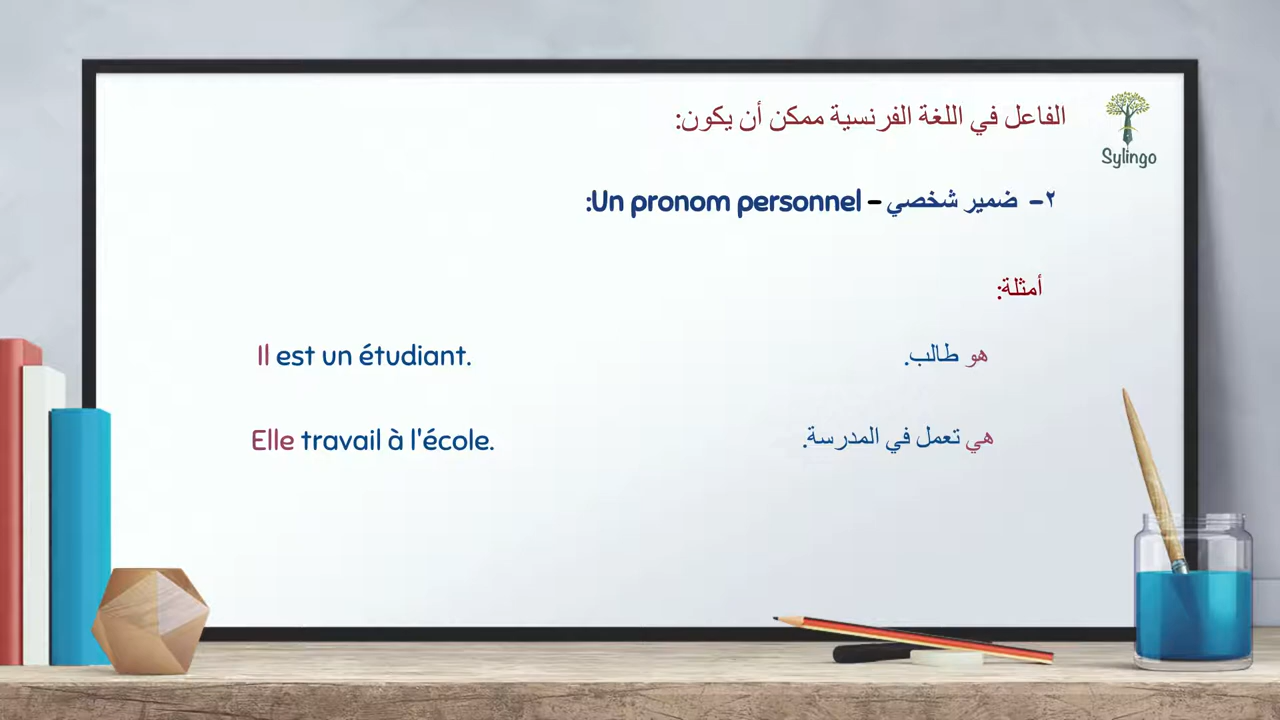 الفاعل في اللغة الفرنسية ممكن أن يكون:
Sylingo
٢- ضمير شخصي – Un pronom personnel:
أمثلة:
هو طالب.
Il est un étudiant.
هي تعمل في المدرسة.
Elle travail à l'école.